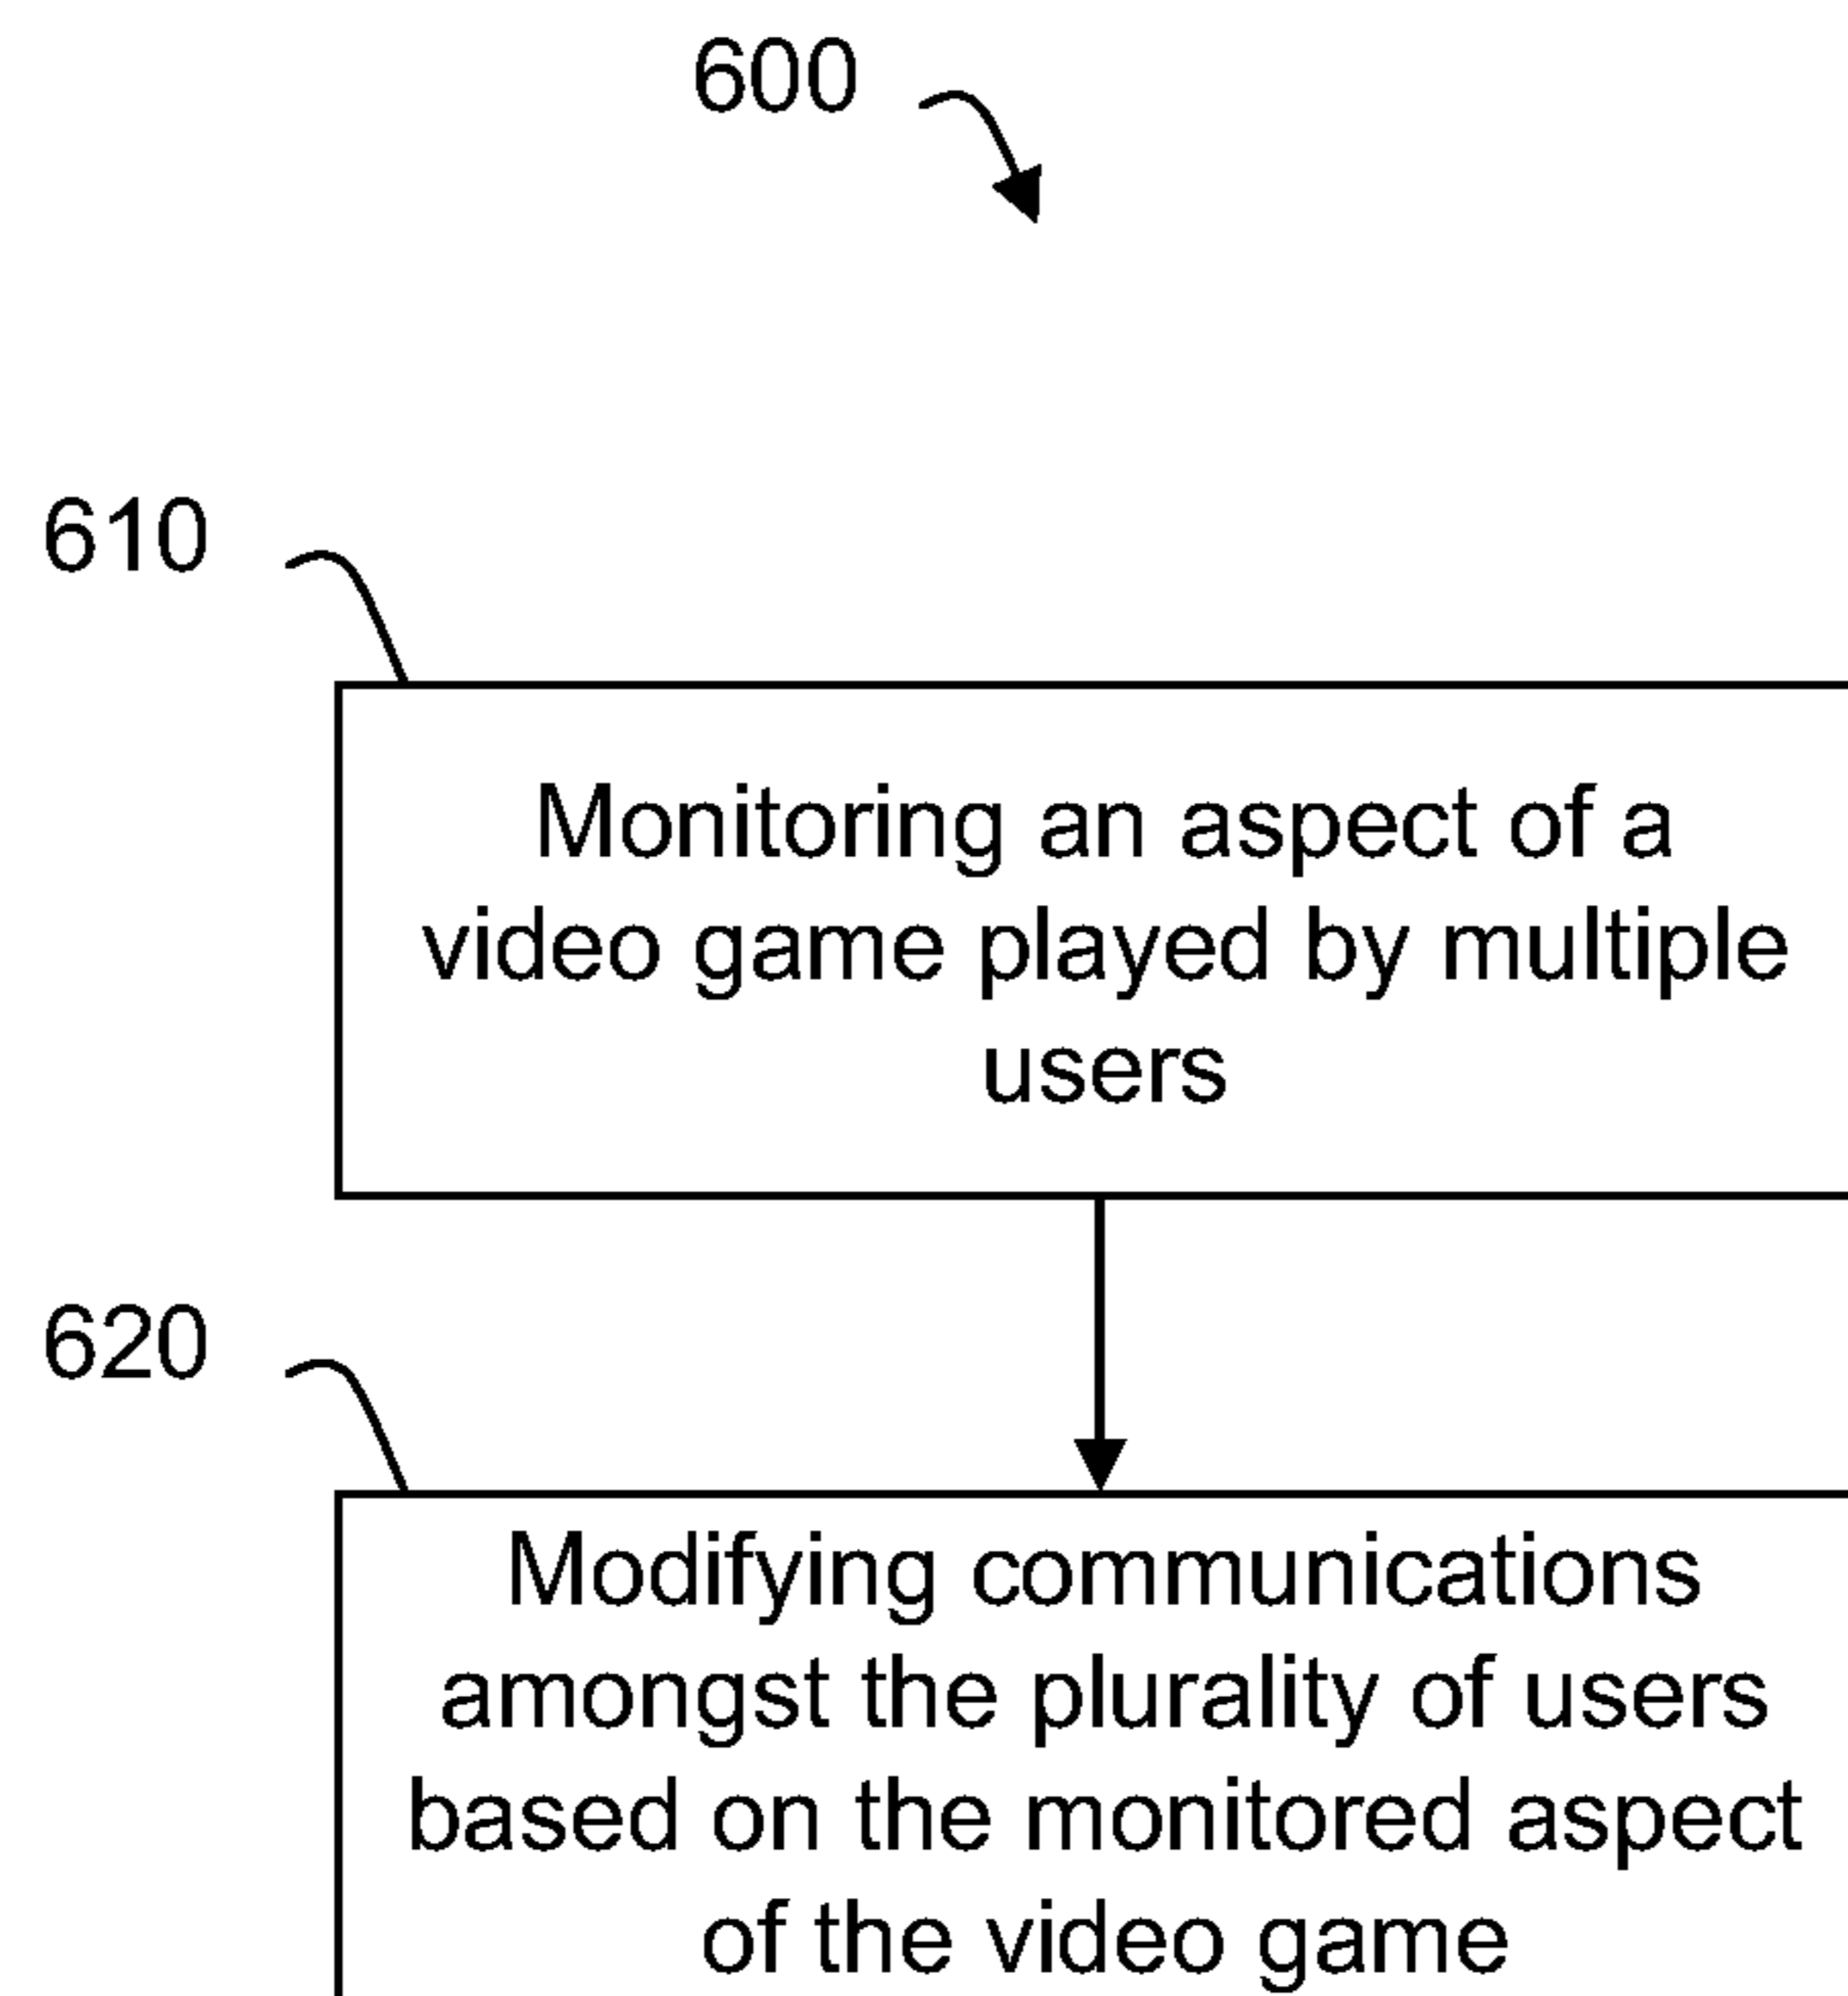 600
610
Monitoring an aspect of a
video game played by multiple
users
620
Modifying communications
amongst the plurality of users
based on the monitored aspect
of the video game